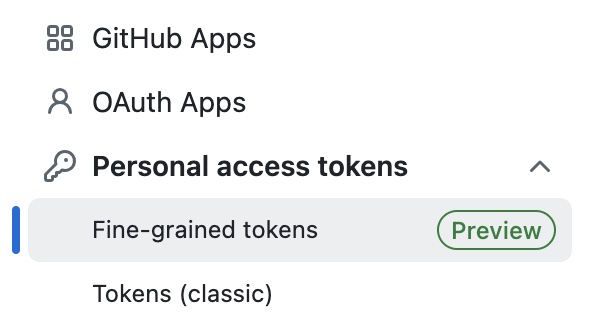 GitHub Apps
OAuth Apps
Personal access tokens
Fine-grained tokens Preview
Tokens (classic)